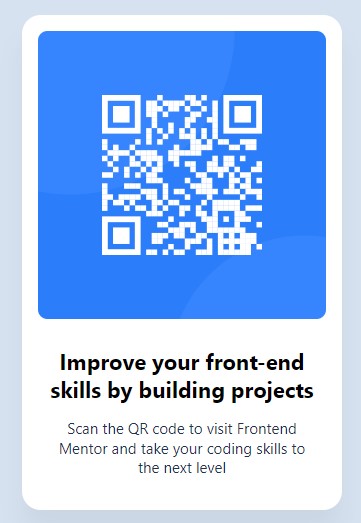 Improve your front-end
skills by building projects
Scan the QR code to visit Frontend
Mentor and take your coding skills to
the next level